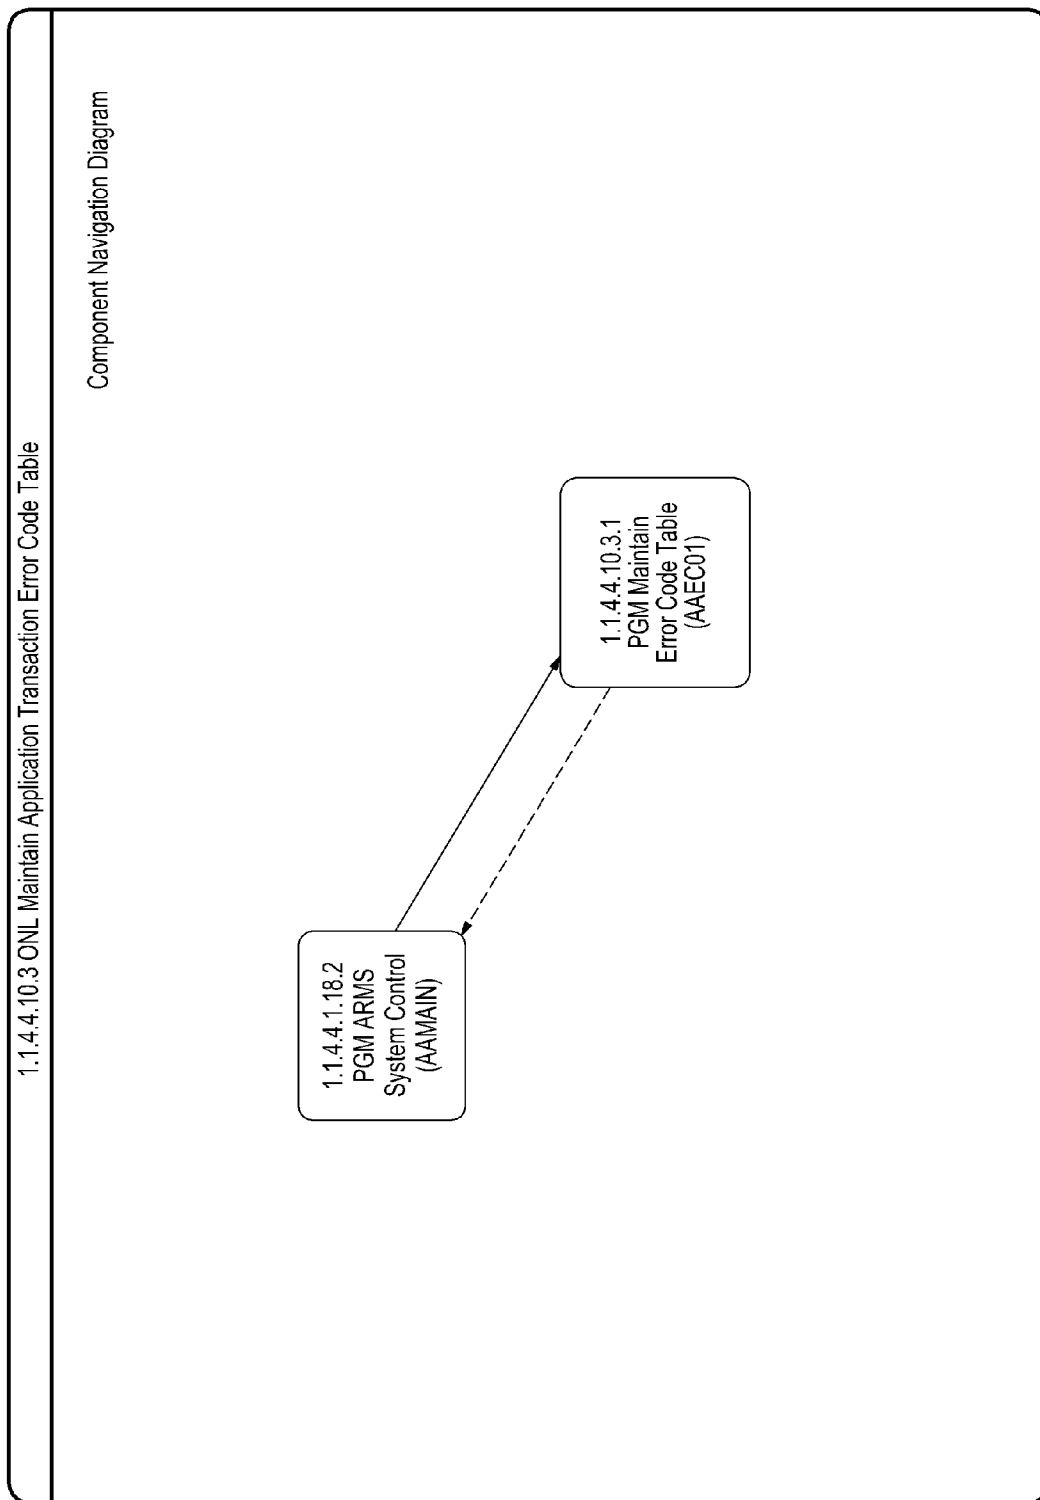 1.1.4.4.10.3 ONL Maintain Application Transaction Error Code Table
Component Navigation Diagram
1.1.4.4.1.18.2
PGM ARMS
System Control
(AAMAIN)
1.1.4.4.10.3.1
PGM Maintain
Error Code Table
(AAEC01)